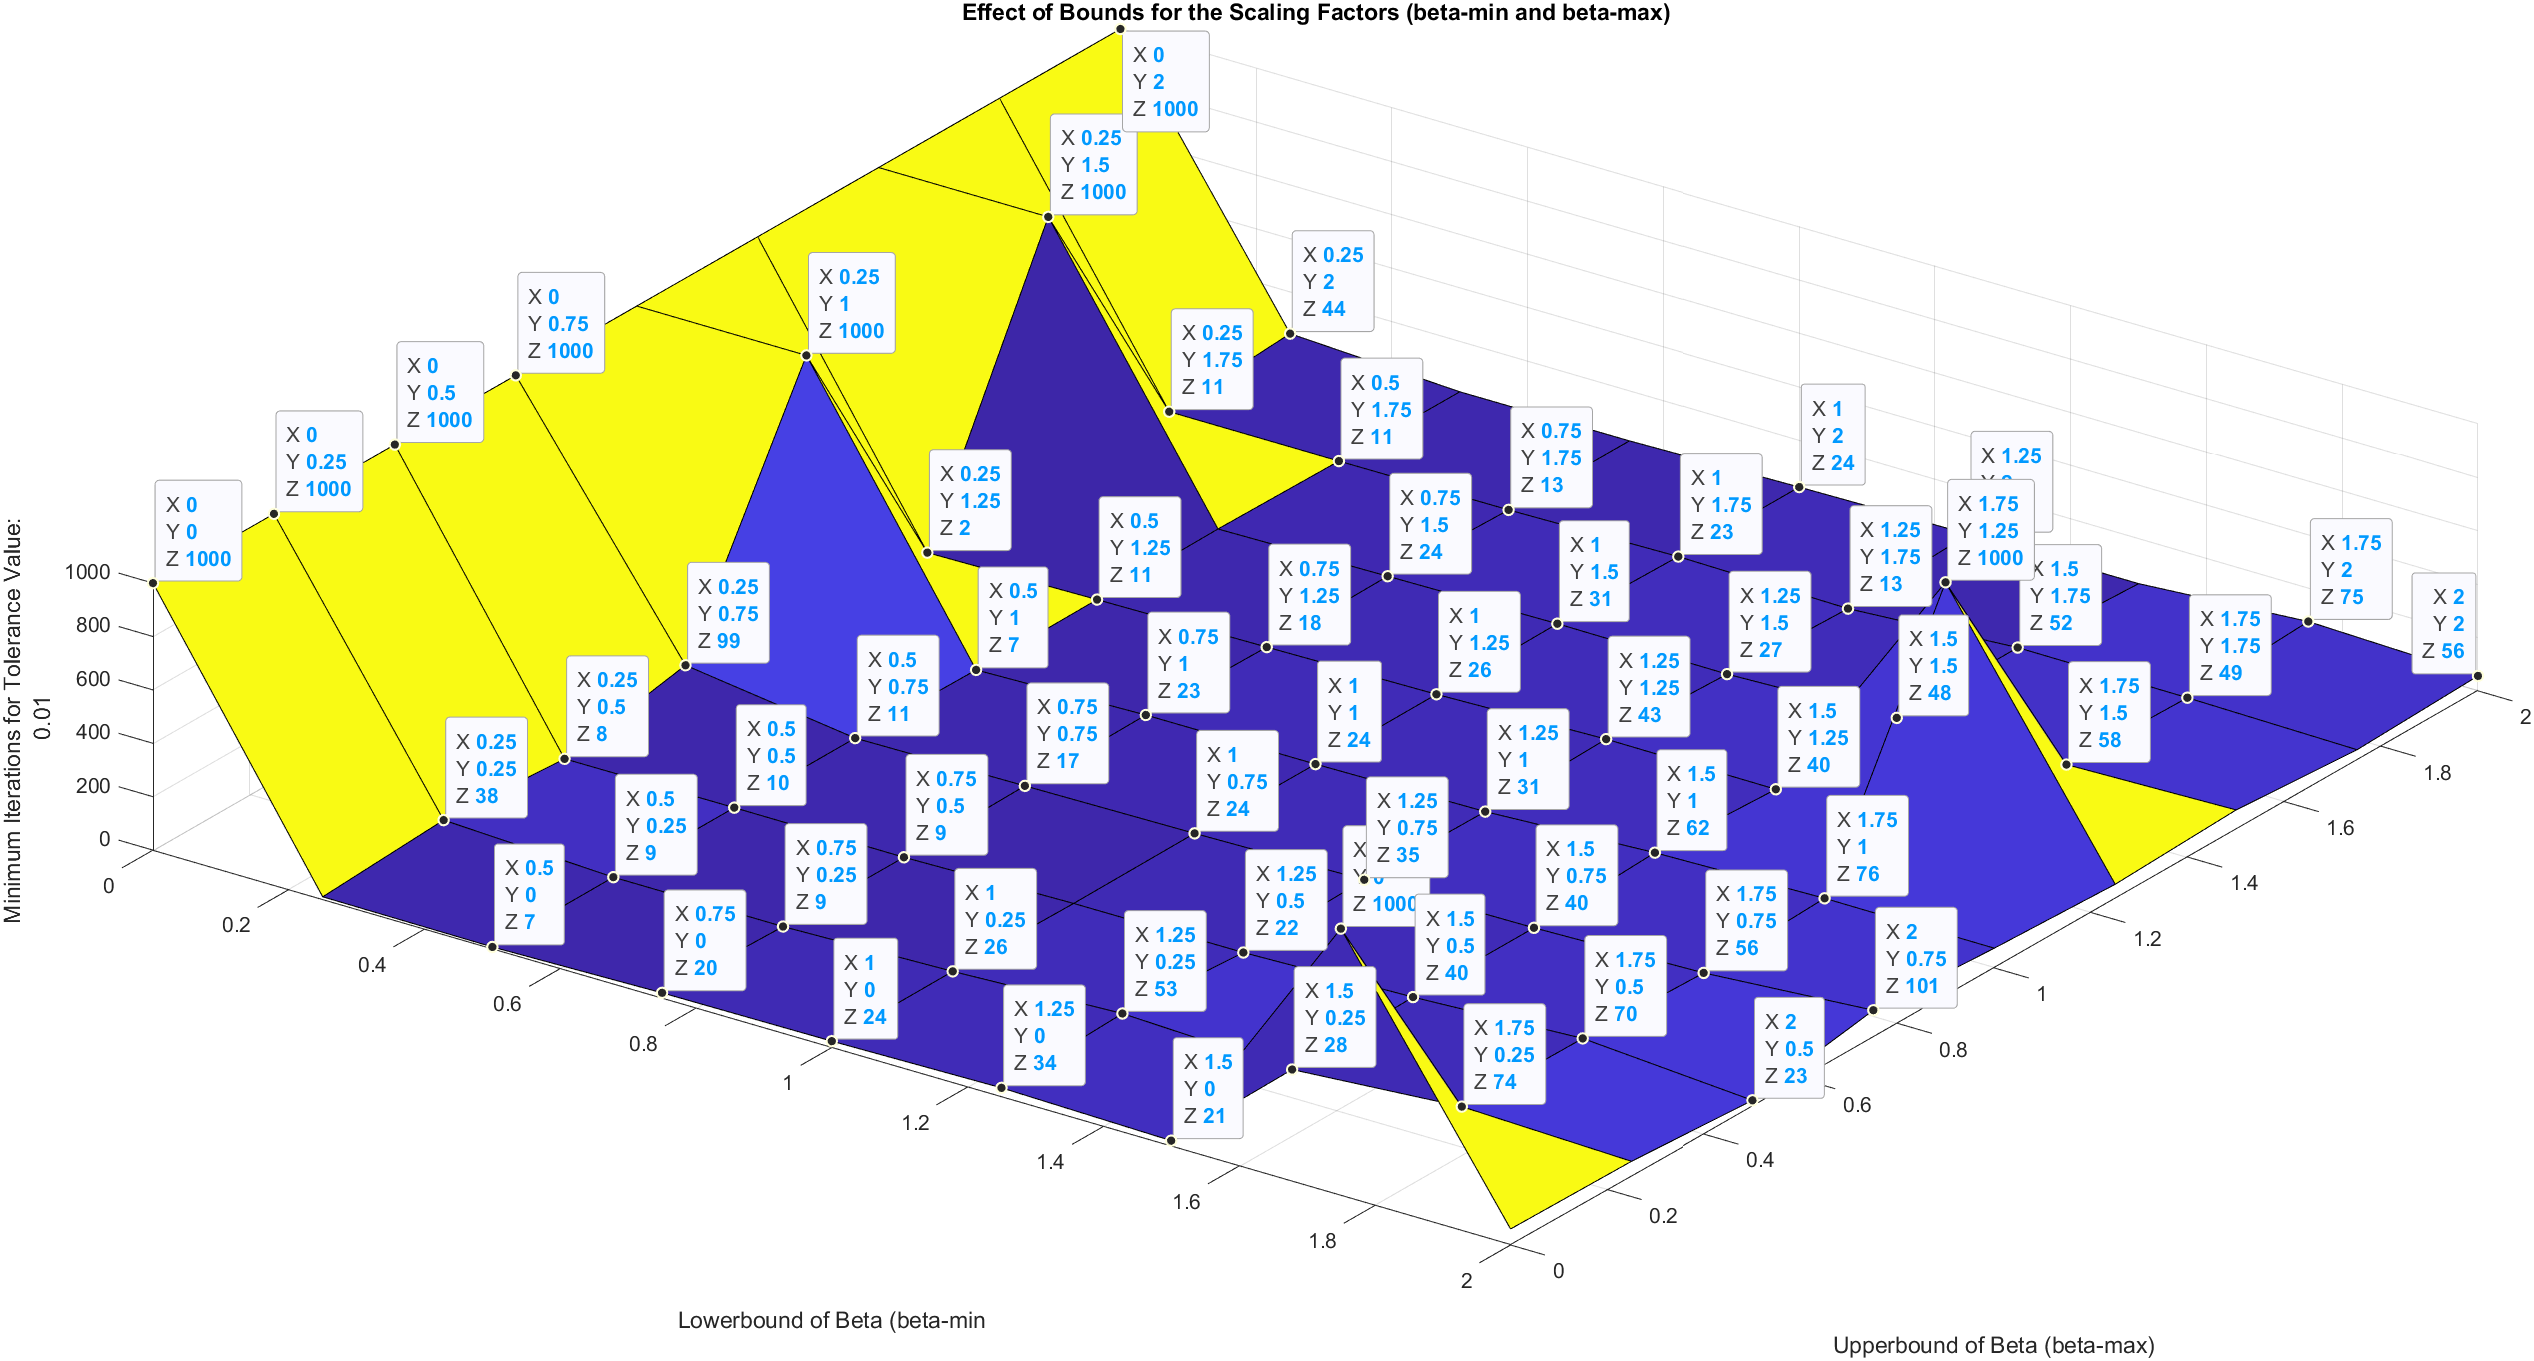 Effect of Bounds for the Scaling Factors (beta-min and beta-max)
X 0
Y 2
Z 1000
X 0.25
Y 1.5
Z 1000
X 0.25
Y 2
Z 44
X 0.25
Y 1
Z 1000
X 0
Y 0.75
Z 1000
X 0.25
Y 1.75
Z 11
X 0
Y 0.5
Z 1000
X 0.5
Y 1.75
Z 11
X 1
Y 2
Z 24
X 0
Y 0.25
Z 1000
X 0.75
Y 1.75
Z 13
X 1.25
X 0.25
Y 1.25
Z 2
X 1
Y 1.75
Z 23
X 0.75
Y 1.5
Z 24
X 0
Y 0
Z 1000
X 1.75
Y 1.25
Z 1000
X 0.5
Y 1.25
Z 11
X 1.25
Y 1.75
Z 13
X 1
Y 1.5
Z 31
X 1.75
Y 2
Z 75
X 0.75
Y 1.25
Z 18
X 1.5
Y 1.75
Z 52
X 0.25
Y 0.75
Z 99
X 0.5
Y 1
Z 7
X 1.25
Y 1.5
Z 27
X 2
Y 2
Z 56
X 1
Y 1.25
Z 26
X 1.75
Y 1.75
Z 49
X 0.75
Y 1
Z 23
X 1.5
Y 1.5
Z 48
X 0.5
Y 0.75
Z 11
X 1.25
Y 1.25
Z 43
X 0.25
Y 0.5
Z 8
X 1
Y 1
Z 24
X 1.75
Y 1.5
Z 58
X 0.75
Y 0.75
Z 17
X 1.5
Y 1.25
Z 40
X 0.5
Y 0.5
Z 10
X 1.25
Y 1
Z 31
X 0.25
Y 0.25
Z 38
X 1
Y 0.75
Z 24
X 1.5
Y 1
Z 62
X 0.75
Y 0.5
Z 9
X 0.5
Y 0.25
Z 9
X 1.25
Y 0.75
Z 35
X 1.75
Y 1
Z 76
X 0.75
Y 0.25
Z 9
X
Y 0
Z 1000
X 1.5
Y 0.75
Z 40
X 0.5
Y 0
Z 7
X 1.25
Y 0.5
Z 22
X 1
Y 0.25
Z 26
X 1.75
Y 0.75
Z 56
X 0.75
Y 0
Z 20
X 1.5
Y 0.5
Z 40
X 2
Y 0.75
Z 101
X 1.25
Y 0.25
Z 53
X 1.75
Y 0.5
Z 70
X 1
Y 0
Z 24
X 1.5
Y 0.25
Z 28
X 1.25
Y 0
Z 34
X 2
Y 0.5
Z 23
X 1.75
Y 0.25
Z 74
X 1.5
Y 0
Z 21
1000
800
600
400
200
0
Minimum Iterations for Tolerance Value:
0.01
0
0.2
0.4
0.6
0.8
1
1.2
1.4
1.6
1.8
2
Lowerbound of Beta (beta-min
0
0.2
0.4
0.6
0.8
1
1.2
1.4
1.6
1.8
2
Upperbound of Beta (beta-max)